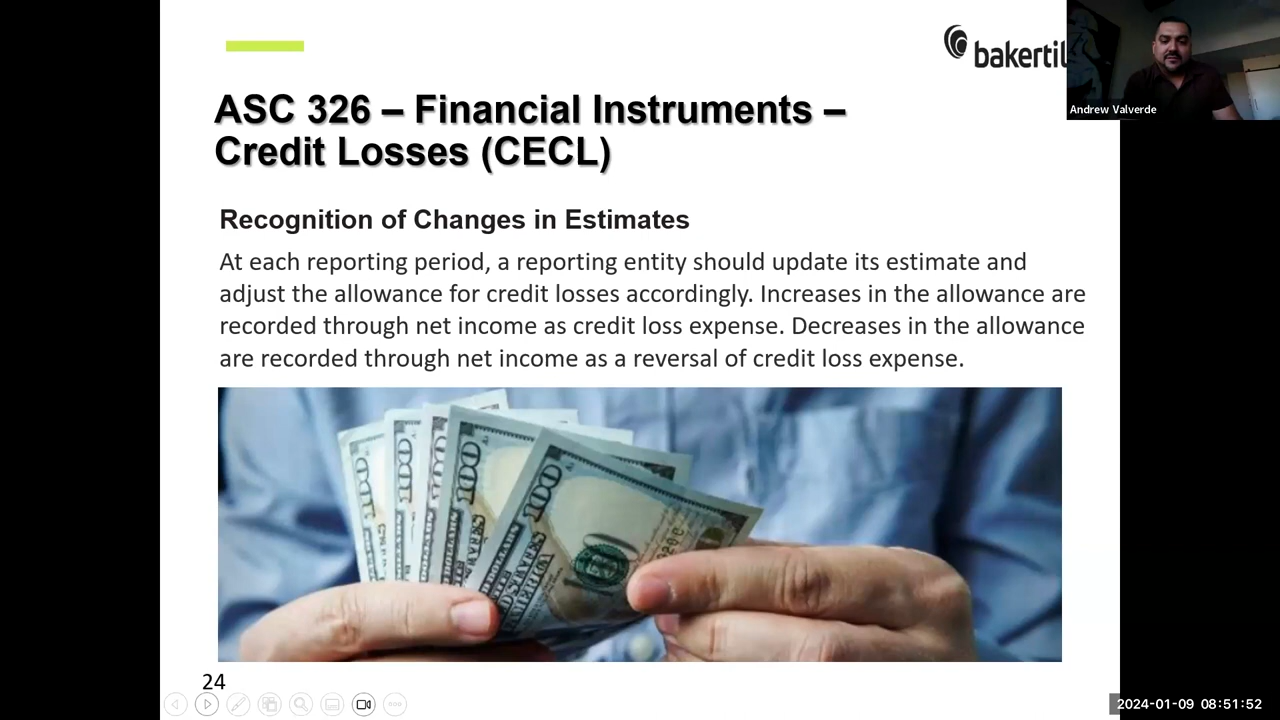 bakertil
Andrew Valverde
ASC 326 – Financial Instruments –
Credit Losses (CECL)
Recognition of Changes in Estimates
At each reporting period, a reporting entity should update its estimate and
adjust the allowance for credit losses accordingly. Increases in the allowance are
recorded through net income as credit loss expense. Decreases in the allowance
are recorded through net income as a reversal of credit loss expense.
100
100
24
2024-01-09 08:51:52